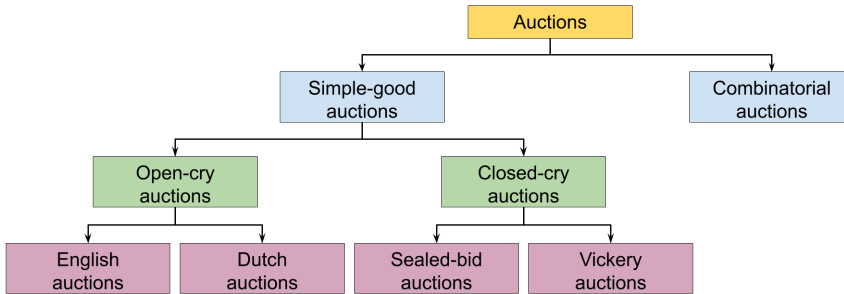 Auctions
Simple-good
auctions
Combinatorial
auctions
Open-cry
auctions
Closed-cry
auctions
English
auctions
Dutch
auctions
Sealed-bid
auctions
Vickery
auctions